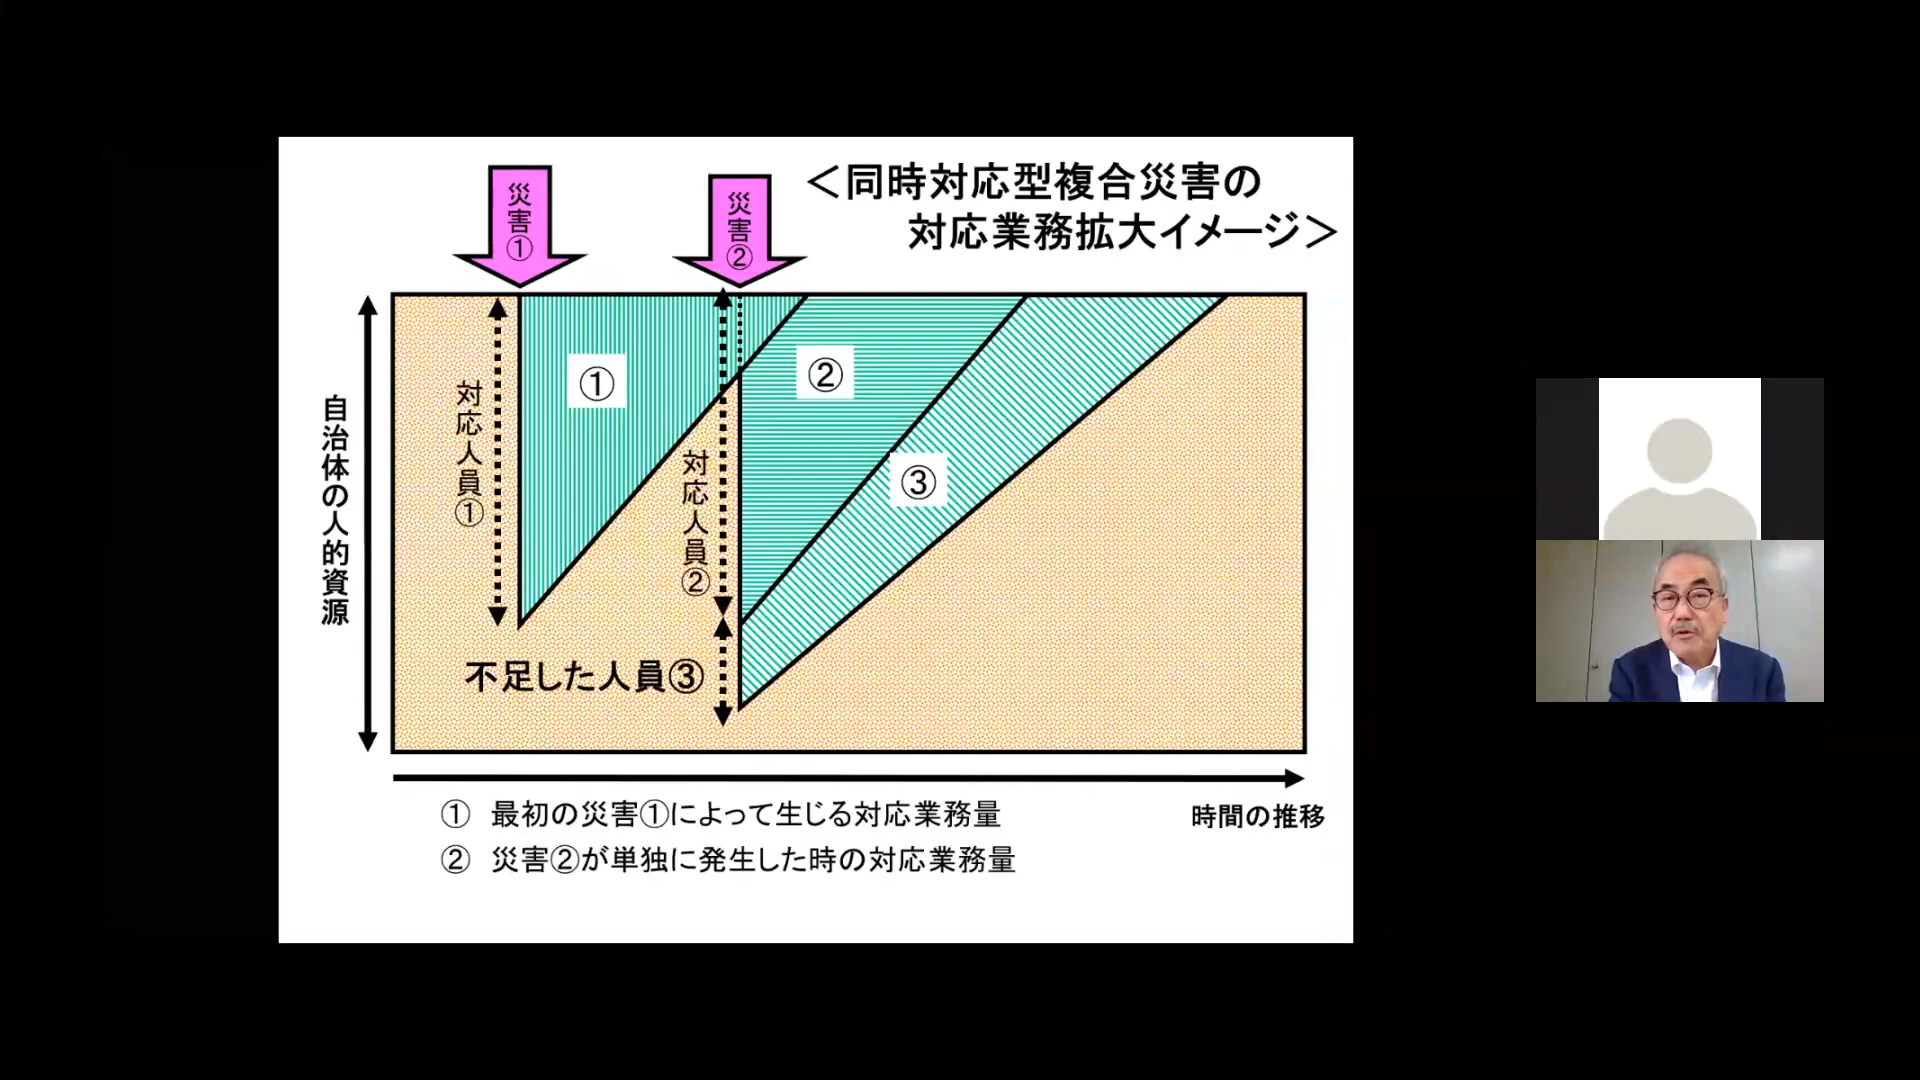 ＜同時対応型複合災害の
対応業務拡大イメージ＞
災害①
災害②
自治体の人的資源
対応人員①
対応人員②
①
②
③
不足した人員③
時間の推移
① 最初の災害①によって生じる対応業務量
② 災害②が単独に発生した時の対応業務量